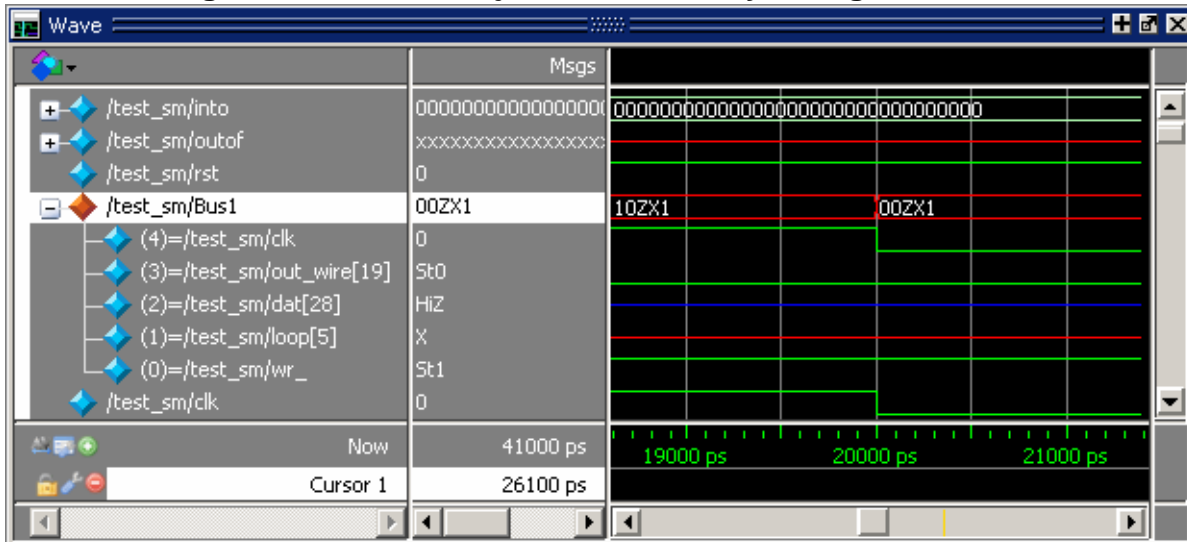 Wave
Msgs
/test_sm/into 0000000000000000 00000000000000000000000000000000
/test_sm/outof xxxxxxxxxxxxxxxx
/test_sm/rst 0
/test_sm/Bus1 00ZX1 10ZX1 00ZX1
(4)=/test_sm/clk 0
(3)=/test_sm/out_wire[19] St0
(2)=/test_sm/dat[28] HiZ
(1)=/test_sm/loop[5] X
(0)=/test_sm/wr_ St1
/test_sm/clk 0
Now 41000 ps 19000 ps 20000 ps 21000 ps
Cursor 1 26100 ps